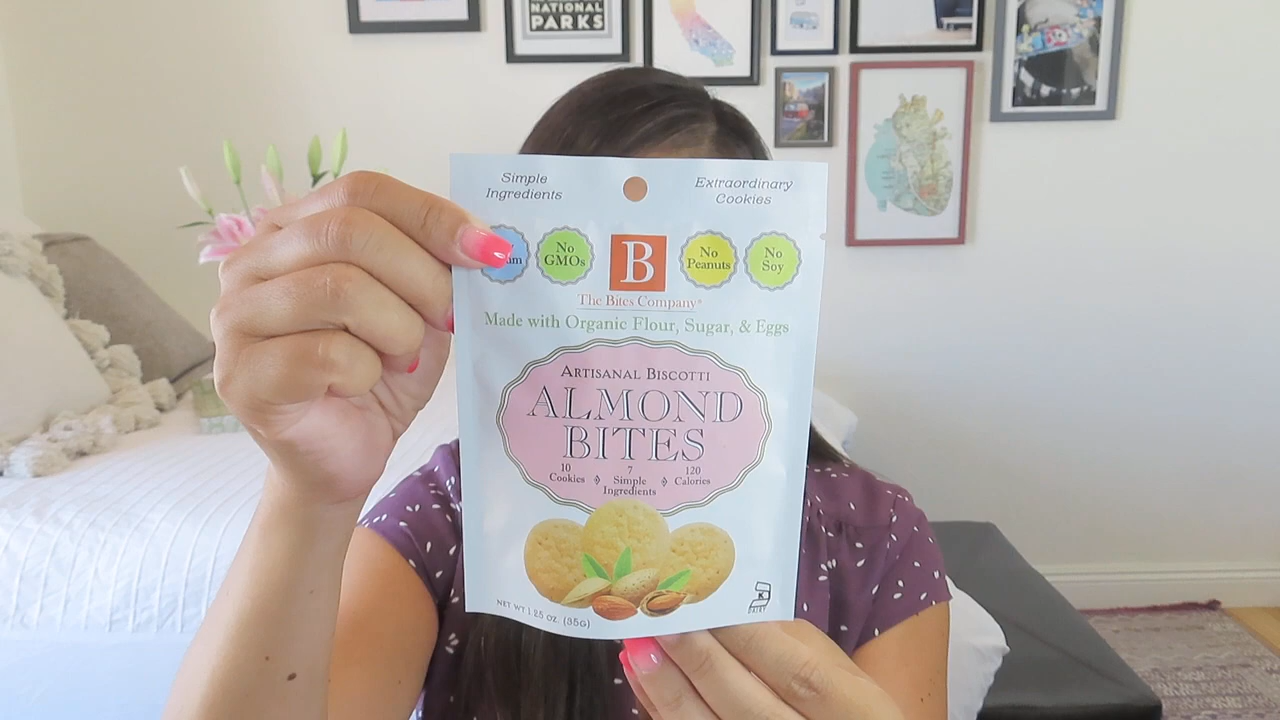 NATIONAL
PARKS
Simple
Ingredients
Extraordinary
Cookies
No
GMOs
B
No
Peanuts
No
Soy
The Bites Company®
Made with Organic Flour, Sugar, & Eggs
ARTISANAL BISCOTTI
ALMOND
BITES
10
Cookies
7
Simple
Ingredients
120
Calories
NET WT 1.25 OZ. (35G)
K
DAIRY